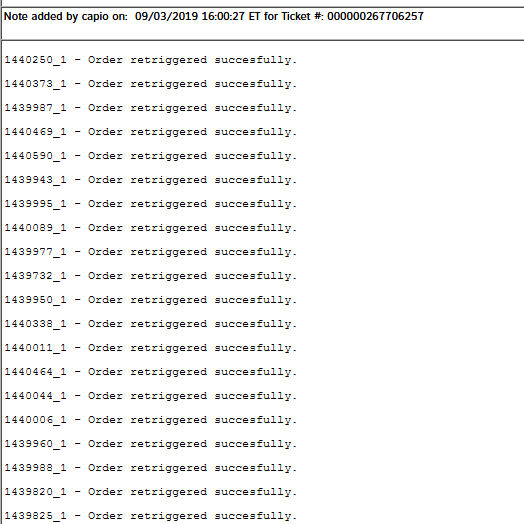 Note added by capio on:  09/03/2019 16:00:27 ET for Ticket #: 000000267706257
1440250_1 - Order retriggered succesfully.
1440373_1 - Order retriggered succesfully.
1439987_1 - Order retriggered succesfully.
1440469_1 - Order retriggered succesfully.
1440590_1 - Order retriggered succesfully.
1439943_1 - Order retriggered succesfully.
1439995_1 - Order retriggered succesfully.
1440089_1 - Order retriggered succesfully.
1439977_1 - Order retriggered succesfully.
1439732_1 - Order retriggered succesfully.
1439950_1 - Order retriggered succesfully.
1440338_1 - Order retriggered succesfully.
1440011_1 - Order retriggered succesfully.
1440464_1 - Order retriggered succesfully.
1440044_1 - Order retriggered succesfully.
1440006_1 - Order retriggered succesfully.
1439960_1 - Order retriggered succesfully.
1439988_1 - Order retriggered succesfully.
1439820_1 - Order retriggered succesfully.
1439825_1 - Order retriggered succesfully.